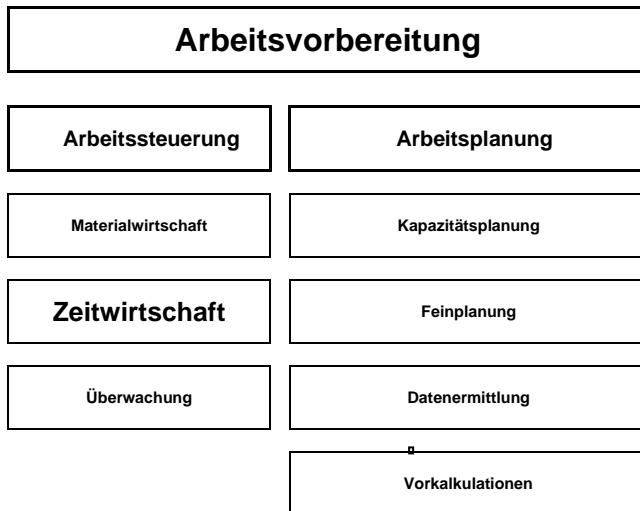 Arbeitsvorbereitung
Arbeitssteuerung
Arbeitsplanung
Materialwirtschaft
Kapazitätsplanung
Zeitwirtschaft
Feinplanung
Überwachung
Datenermittlung
Vorkalkulationen